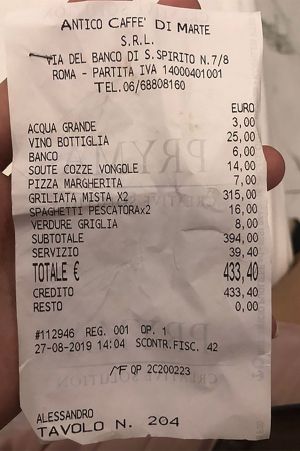 ANTICO CAFFE' DI MARTE
S.R.L.
VIA DEL BANCO DI S.SPIRITO N.7/8
ROMA - PARTITA IVA 14000401001
TEL.06/68808160
EURO
ACQUA GRANDE 3,00
VINO BOTTIGLIA 25,00
BANCO 6,00
SOUTE COZZE VONGOLE 14,00
PIZZA MARGHERITA 7,00
GRILIATA MISTA X2 315,00
SPAGHETTI PESCATORAX2 16,00
VERDURE GRIGLIA 8,00
SUBTOTALE 394,00
SERVIZIO 39,40
TOTALE € 433,40
CREDITO 433,40
RESTO 0,00
#112946 REG. 001 OP. 1
27-08-2019 14:04 SCONTR.FISC. 42
MF QP 2C200223
ALESSANDRO
TAVOLO N. 204